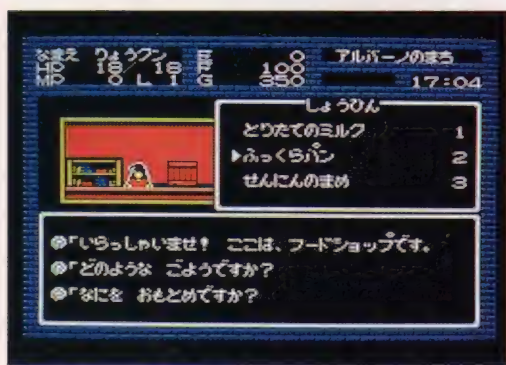 なまえ りょうクン E 0 アルバーノのまち
HP 18/18 F 100
MP 0 L 1 G 350 17:04
しょうひん
とりたてのミルク 1
▶ふっくらパン 2
せんにんのまめ 3
@「いらっしゃいませ! ここは、フードショップです。
@「どのような ごようですか?
@「なにを おもとめですか?